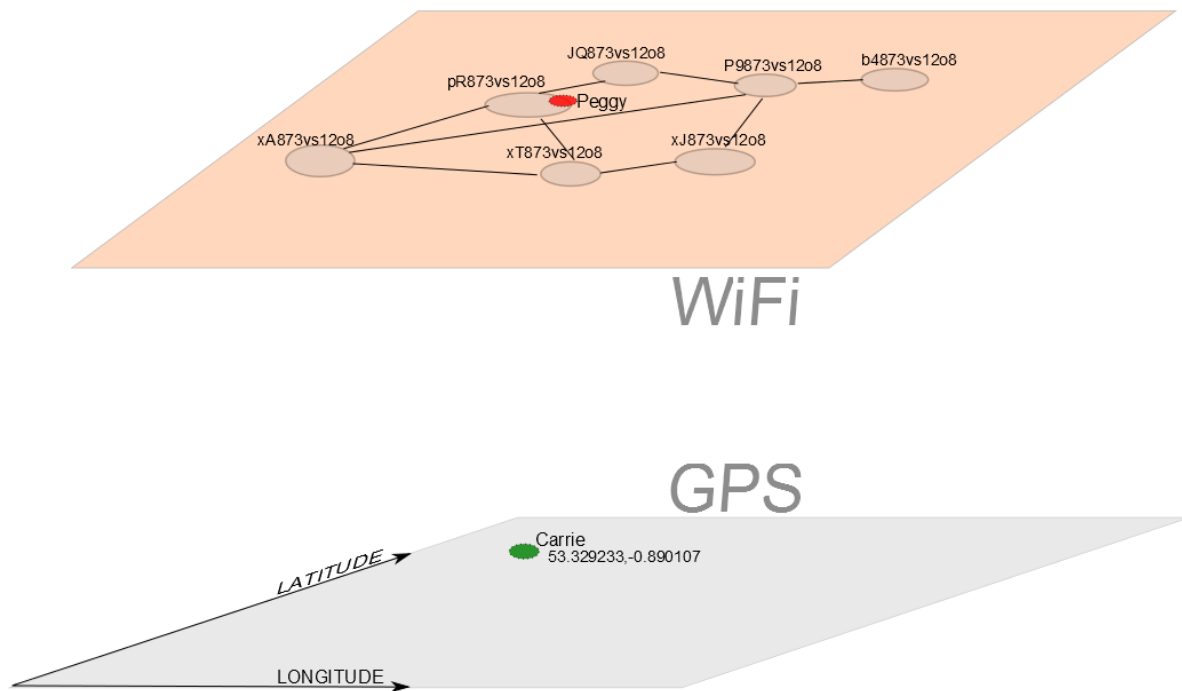 JQ873vs12o8
P9873vs12o8
b4873vs12o8
pR873vs12o8
Peggy
xA873vs12o8
xT873vs12o8
xJ873vs12o8
WiFi
GPS
Carrie
53.329233,-0.890107
LATITUDE
LONGITUDE